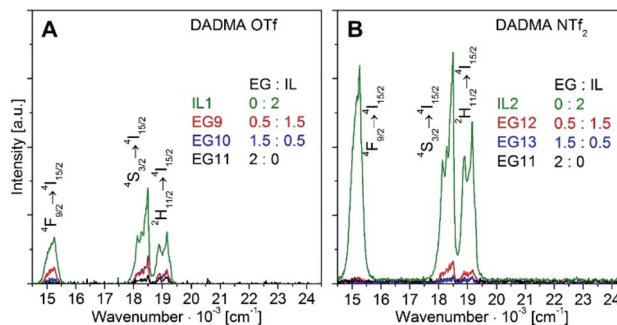 A
DADMA OTf
EG : IL
IL1 0 : 2
EG9 0.5 : 1.5
EG10 1.5 : 0.5
EG11 2 : 0
⁴F₉/₂→⁴I₁₅/₂
⁴S₃/₂→⁴I₁₅/₂
²H₁₁/₂→⁴I₁₅/₂
Intensity [a.u.]
15 16 17 18 19 20 21 22 23 24
Wavenumber · 10⁻³ [cm⁻¹]
B
DADMA NTf₂
EG : IL
IL2 0 : 2
EG12 0.5 : 1.5
EG13 1.5 : 0.5
EG11 2 : 0
⁴F₉/₂→⁴I₁₅/₂
⁴S₃/₂→⁴I₁₅/₂
²H₁₁/₂→⁴I₁₅/₂
15 16 17 18 19 20 21 22 23 24
Wavenumber · 10⁻³ [cm⁻¹]